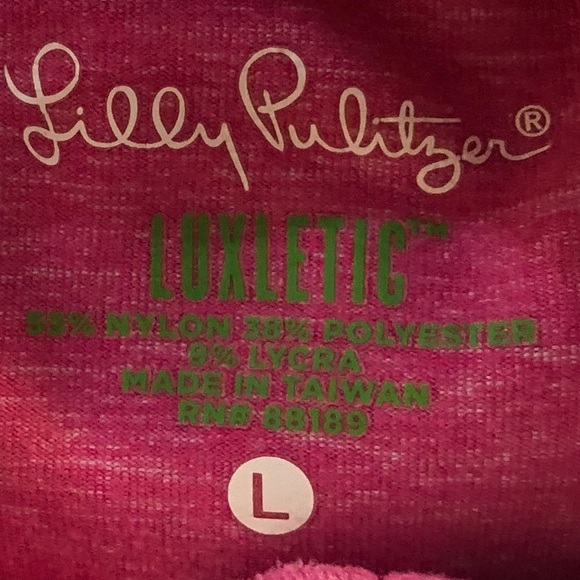 Lilly Pulitzer®
LUXLETIC™
53% NYLON 38% POLYESTER
9% LYCRA
MADE IN TAIWAN
RN# 88189
L